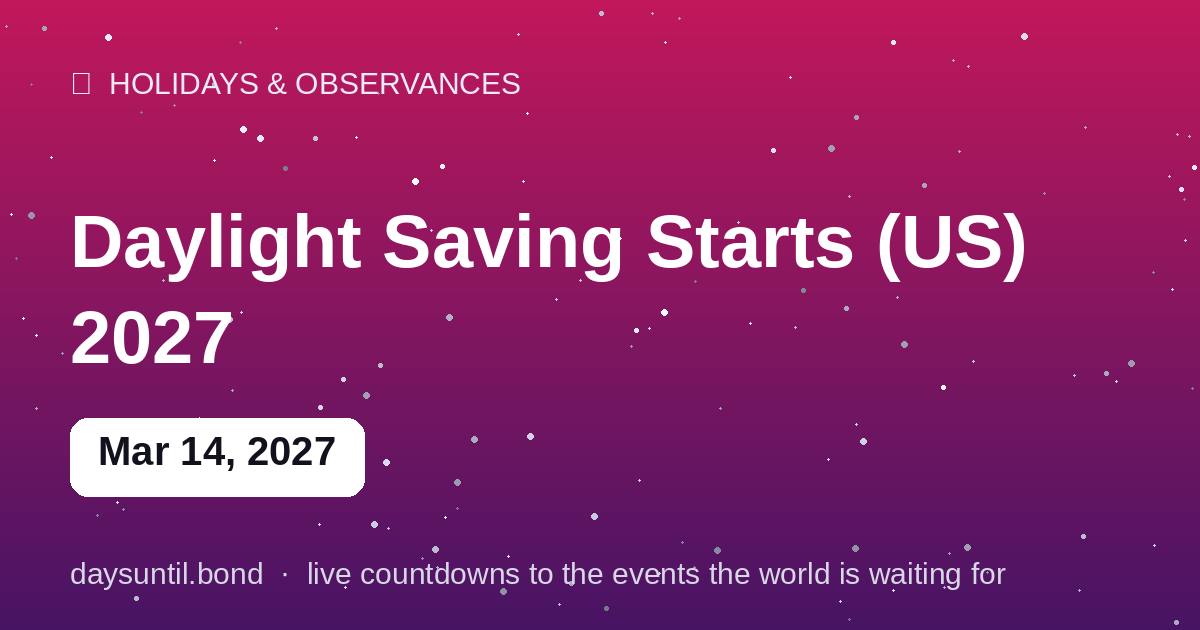 HOLIDAYS & OBSERVANCES
Daylight Saving Starts (US)
2027
Mar 14, 2027
daysuntil.bond · live countdowns to the events the world is waiting for